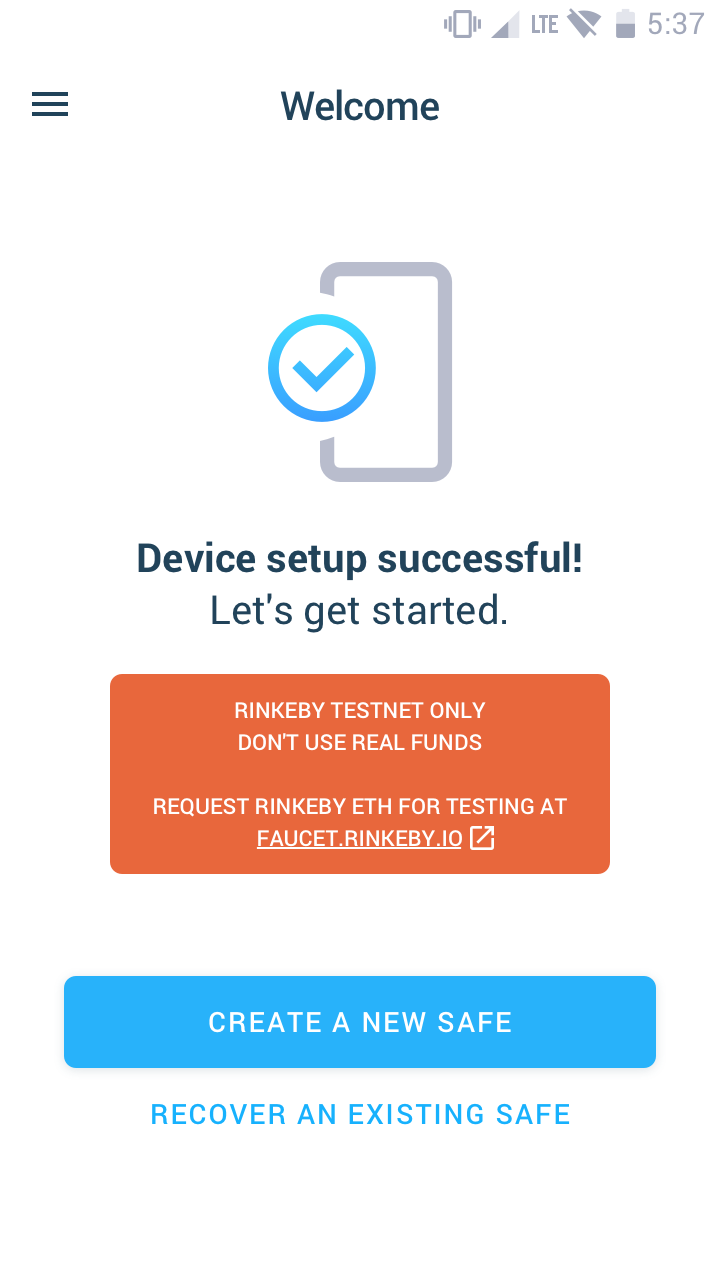 LTE 5:37
Welcome
Device setup successful!
Let's get started.
RINKEBY TESTNET ONLY
DON'T USE REAL FUNDS
REQUEST RINKEBY ETH FOR TESTING AT
FAUCET.RINKEBY.IO
CREATE A NEW SAFE
RECOVER AN EXISTING SAFE